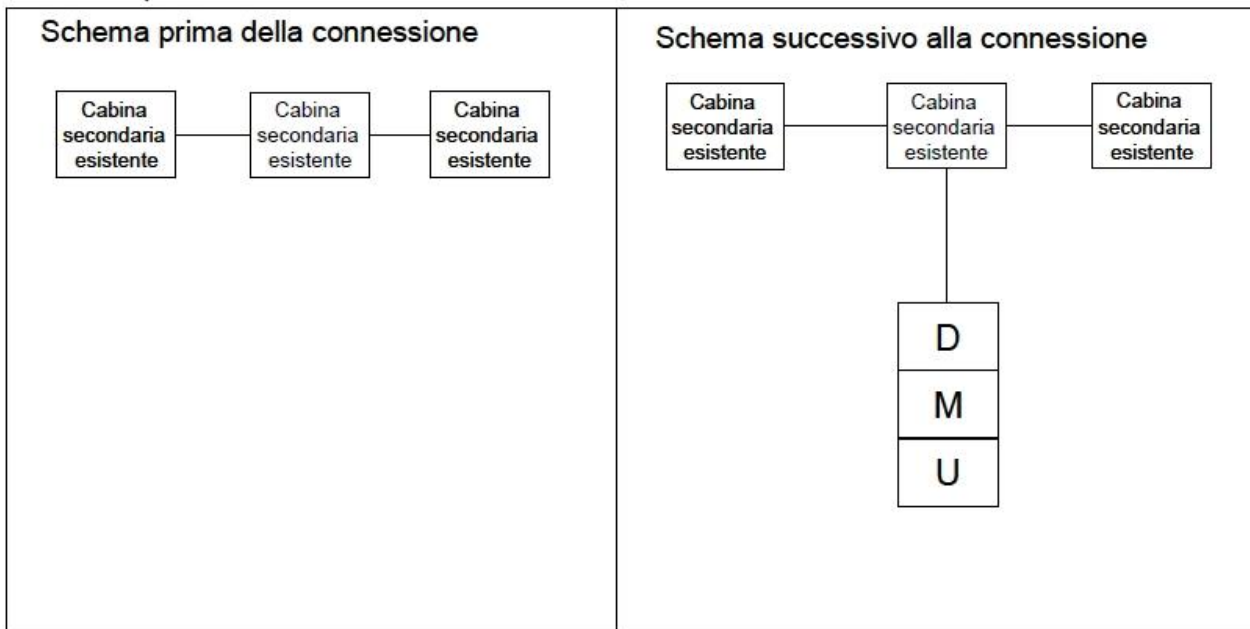 Schema prima della connessione
Cabina
secondaria
esistente
Cabina
secondaria
esistente
Cabina
secondaria
esistente
Schema successivo alla connessione
Cabina
secondaria
esistente
Cabina
secondaria
esistente
Cabina
secondaria
esistente
D
M
U